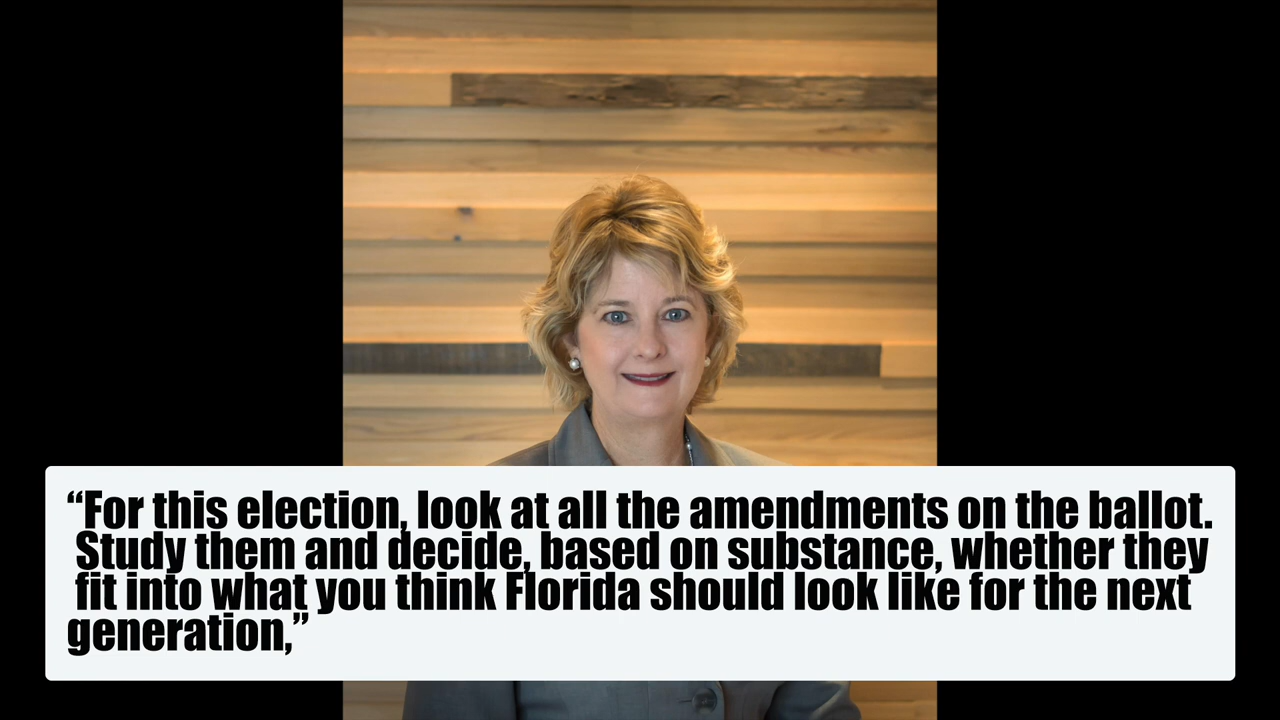 “For this election, look at all the amendments on the ballot.
Study them and decide, based on substance, whether they
fit into what you think Florida should look like for the next
generation,”